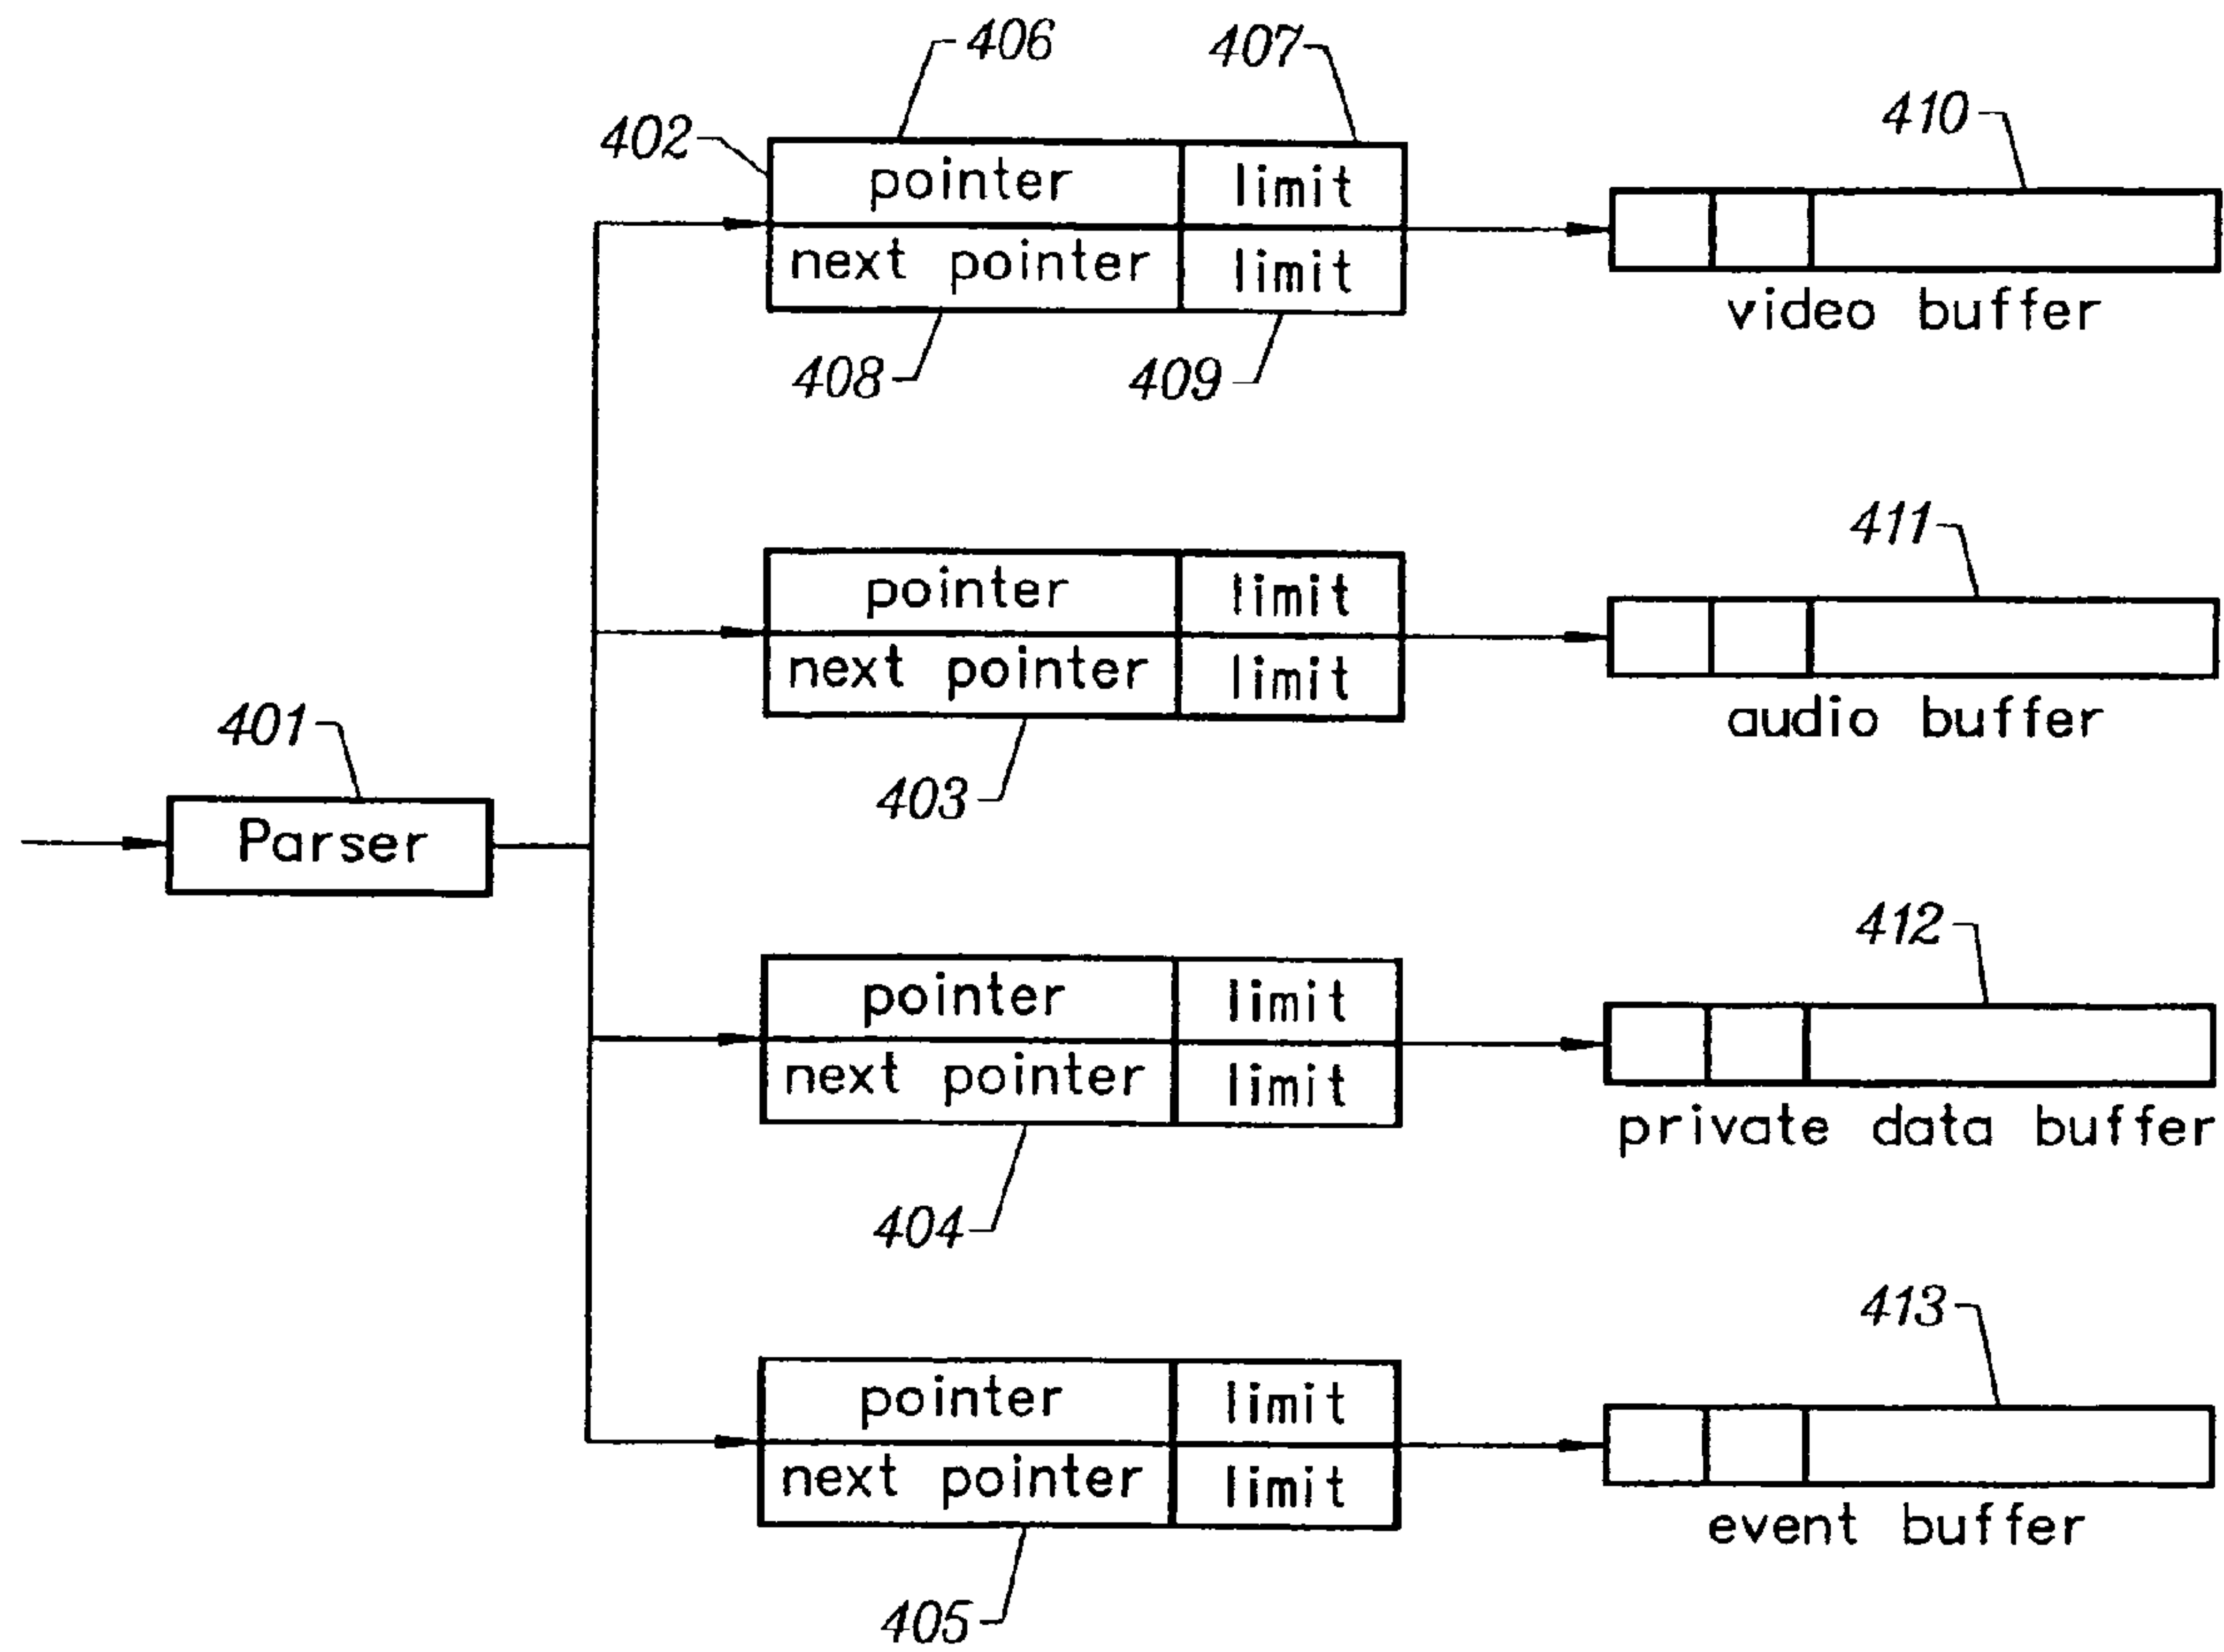 406
407
402
pointer limit
next pointer limit
408
409
410
video buffer
pointer limit
next pointer limit
403
411
audio buffer
401
Parser
pointer limit
next pointer limit
404
412
private data buffer
pointer limit
next pointer limit
405
413
event buffer